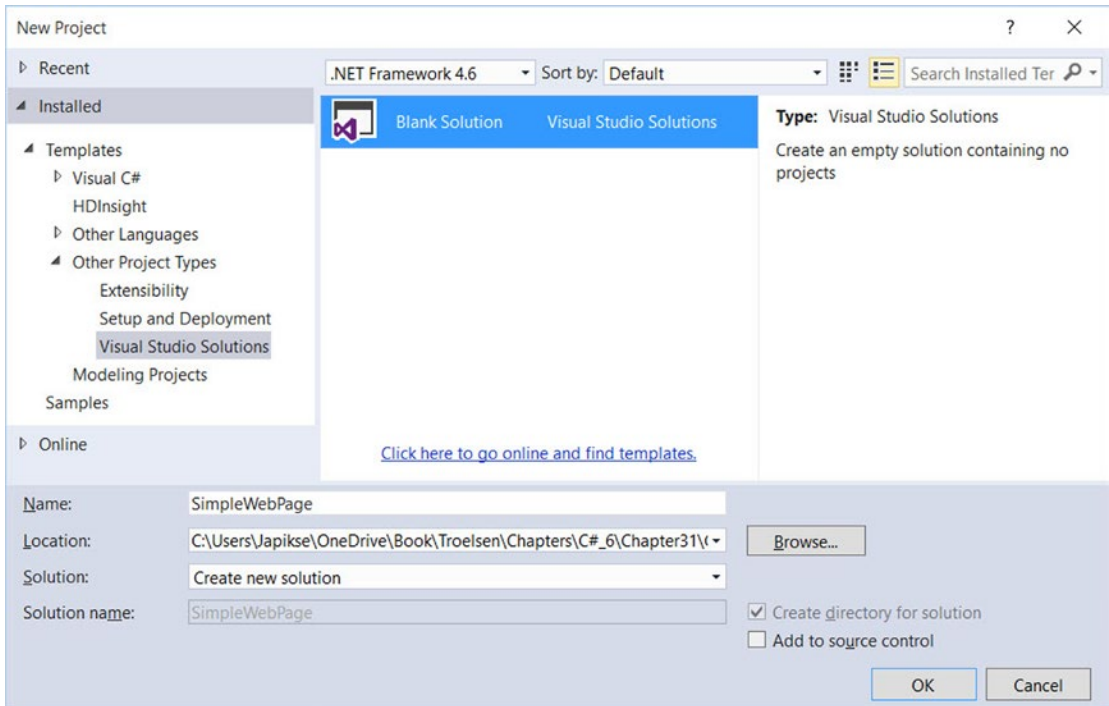 New Project
?
Recent
.NET Framework 4.6
Sort by: Default
Search Installed Ter
Installed
Templates
Visual C#
HDInsight
Other Languages
Other Project Types
Extensibility
Setup and Deployment
Visual Studio Solutions
Modeling Projects
Samples
Online
Blank Solution
Visual Studio Solutions
Click here to go online and find templates.
Type: Visual Studio Solutions
Create an empty solution containing no
projects
Name: SimpleWebPage
Location: C:\Users\Japikse\OneDrive\Book\Troelsen\Chapters\C#_6\Chapter31\
Browse...
Solution: Create new solution
Solution name: SimpleWebPage
Create directory for solution
Add to source control
OK
Cancel